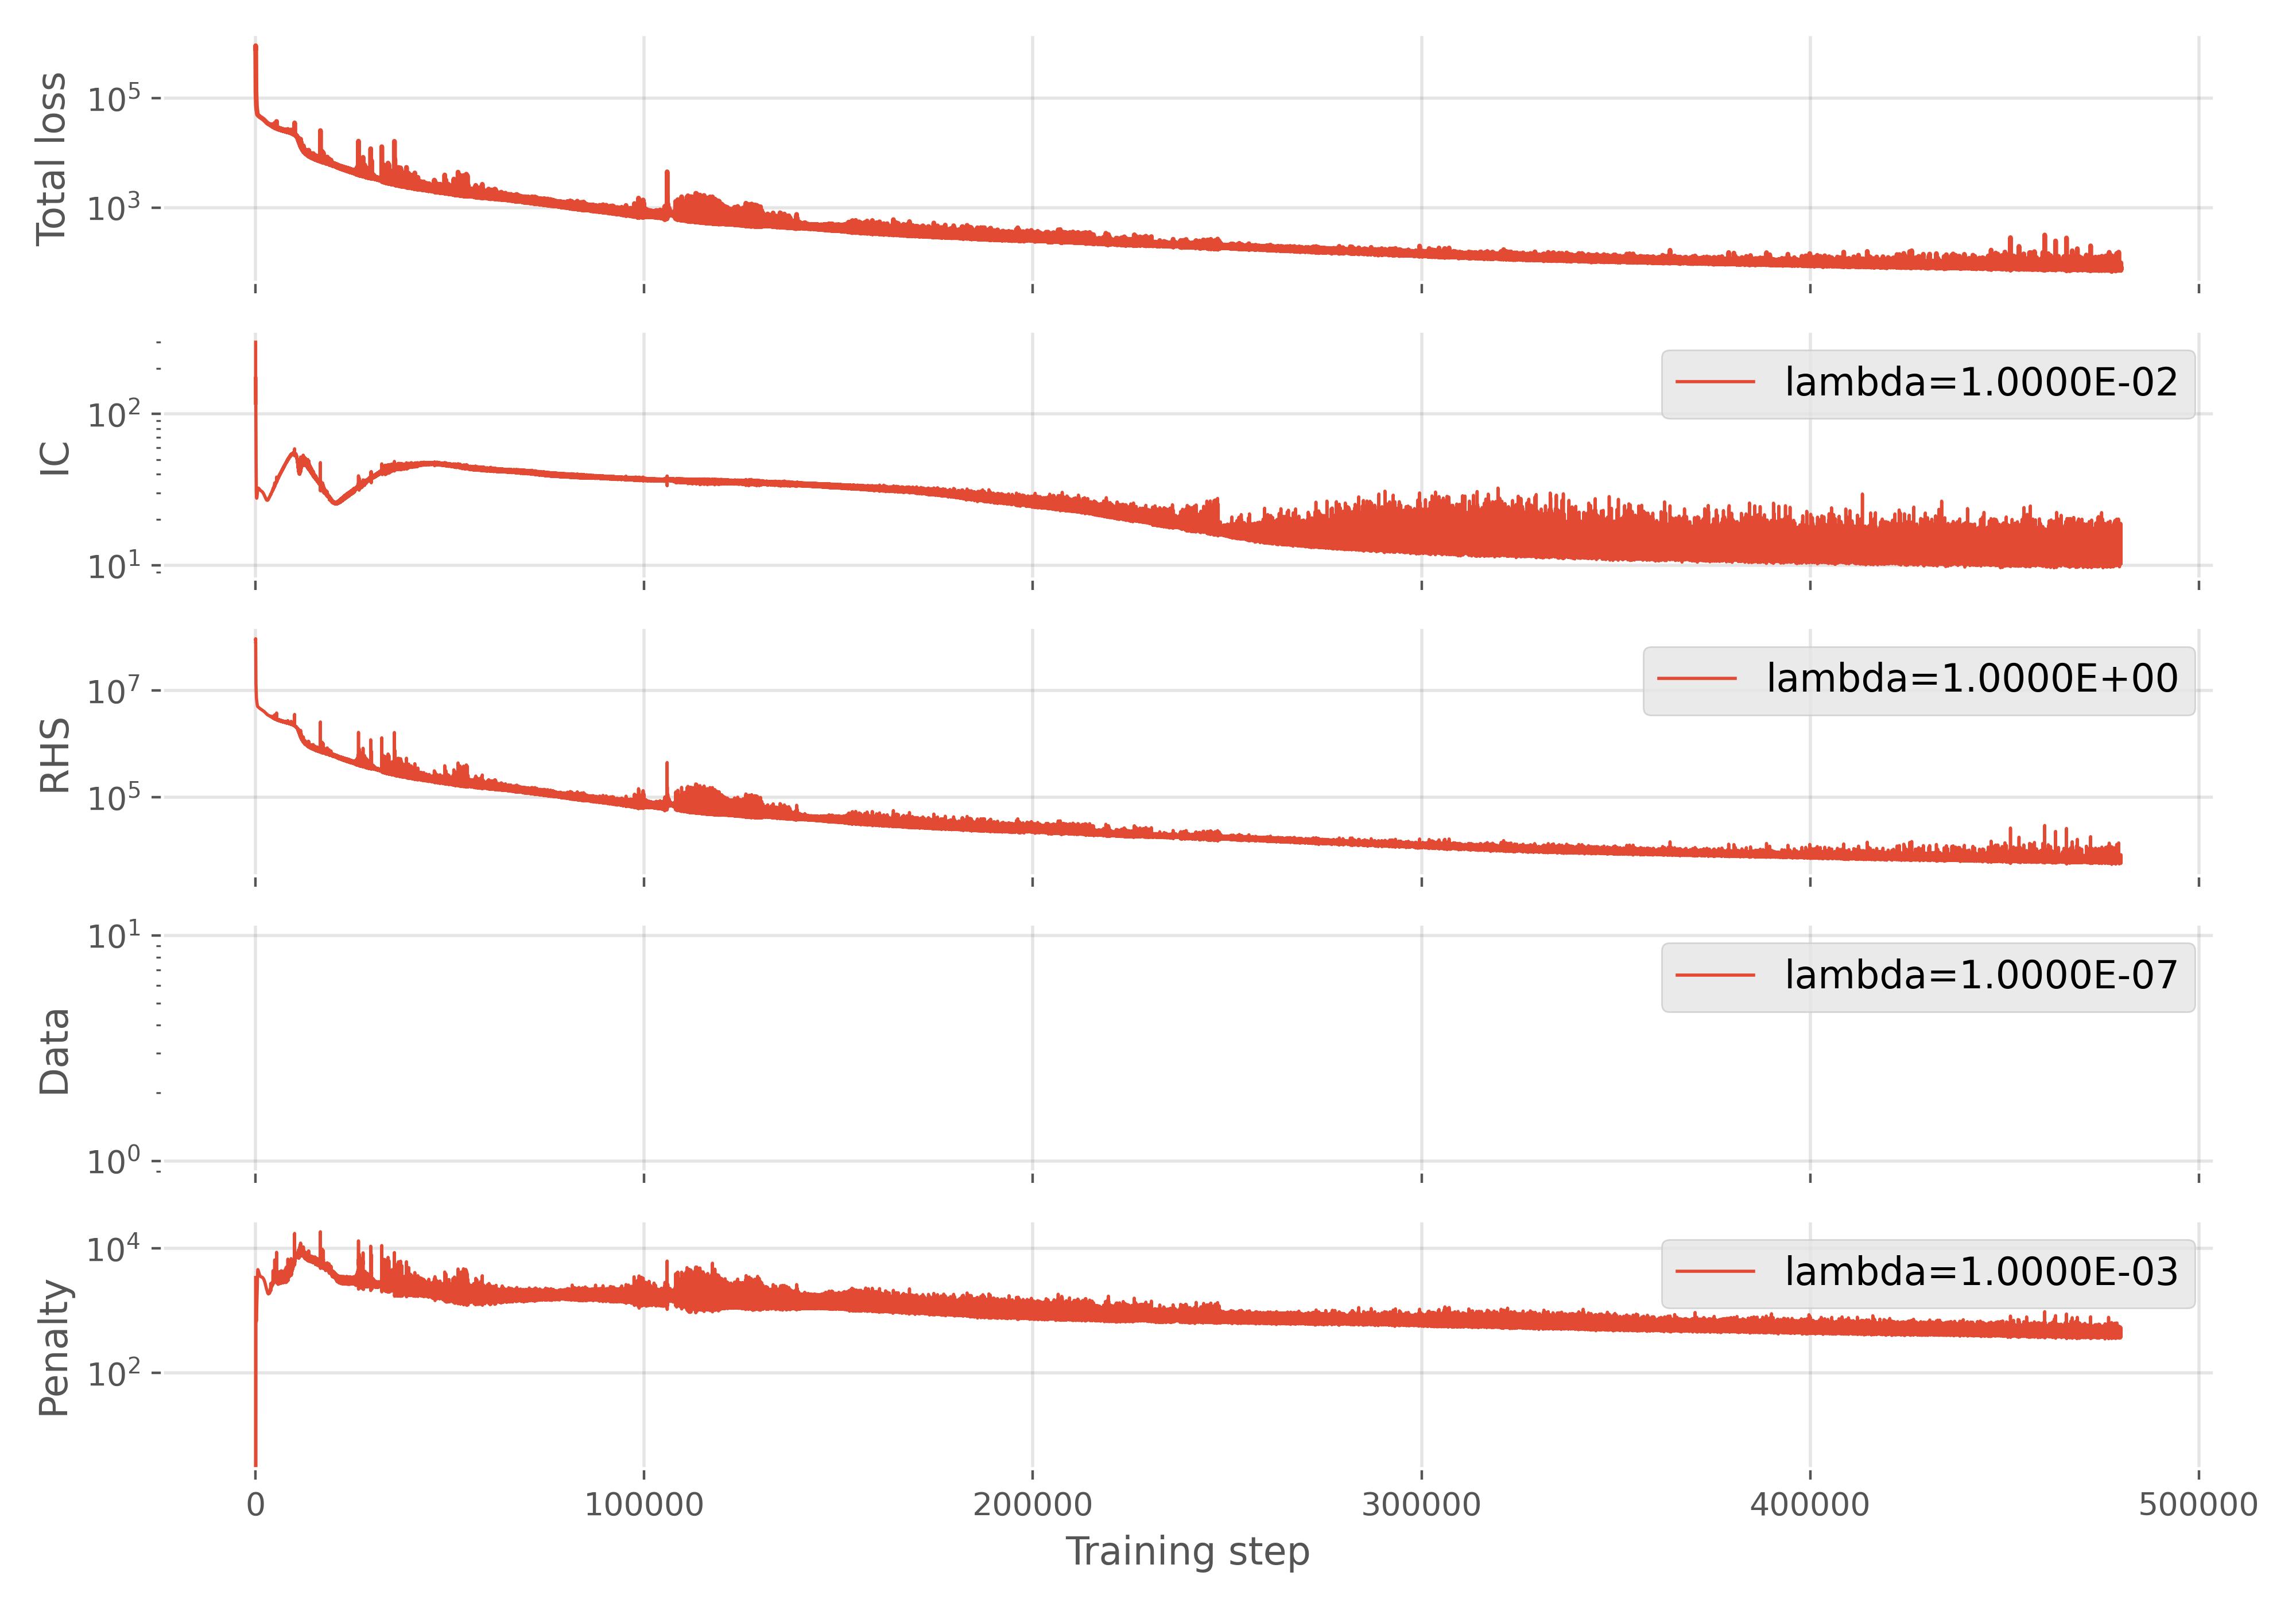 Total loss
10^5
10^3
IC
10^2
10^1
lambda=1.0000E-02
RHS
10^7
10^5
lambda=1.0000E+00
Data
10^1
10^0
lambda=1.0000E-07
Penalty
10^4
10^2
lambda=1.0000E-03
0 100000 200000 300000 400000 500000
Training step